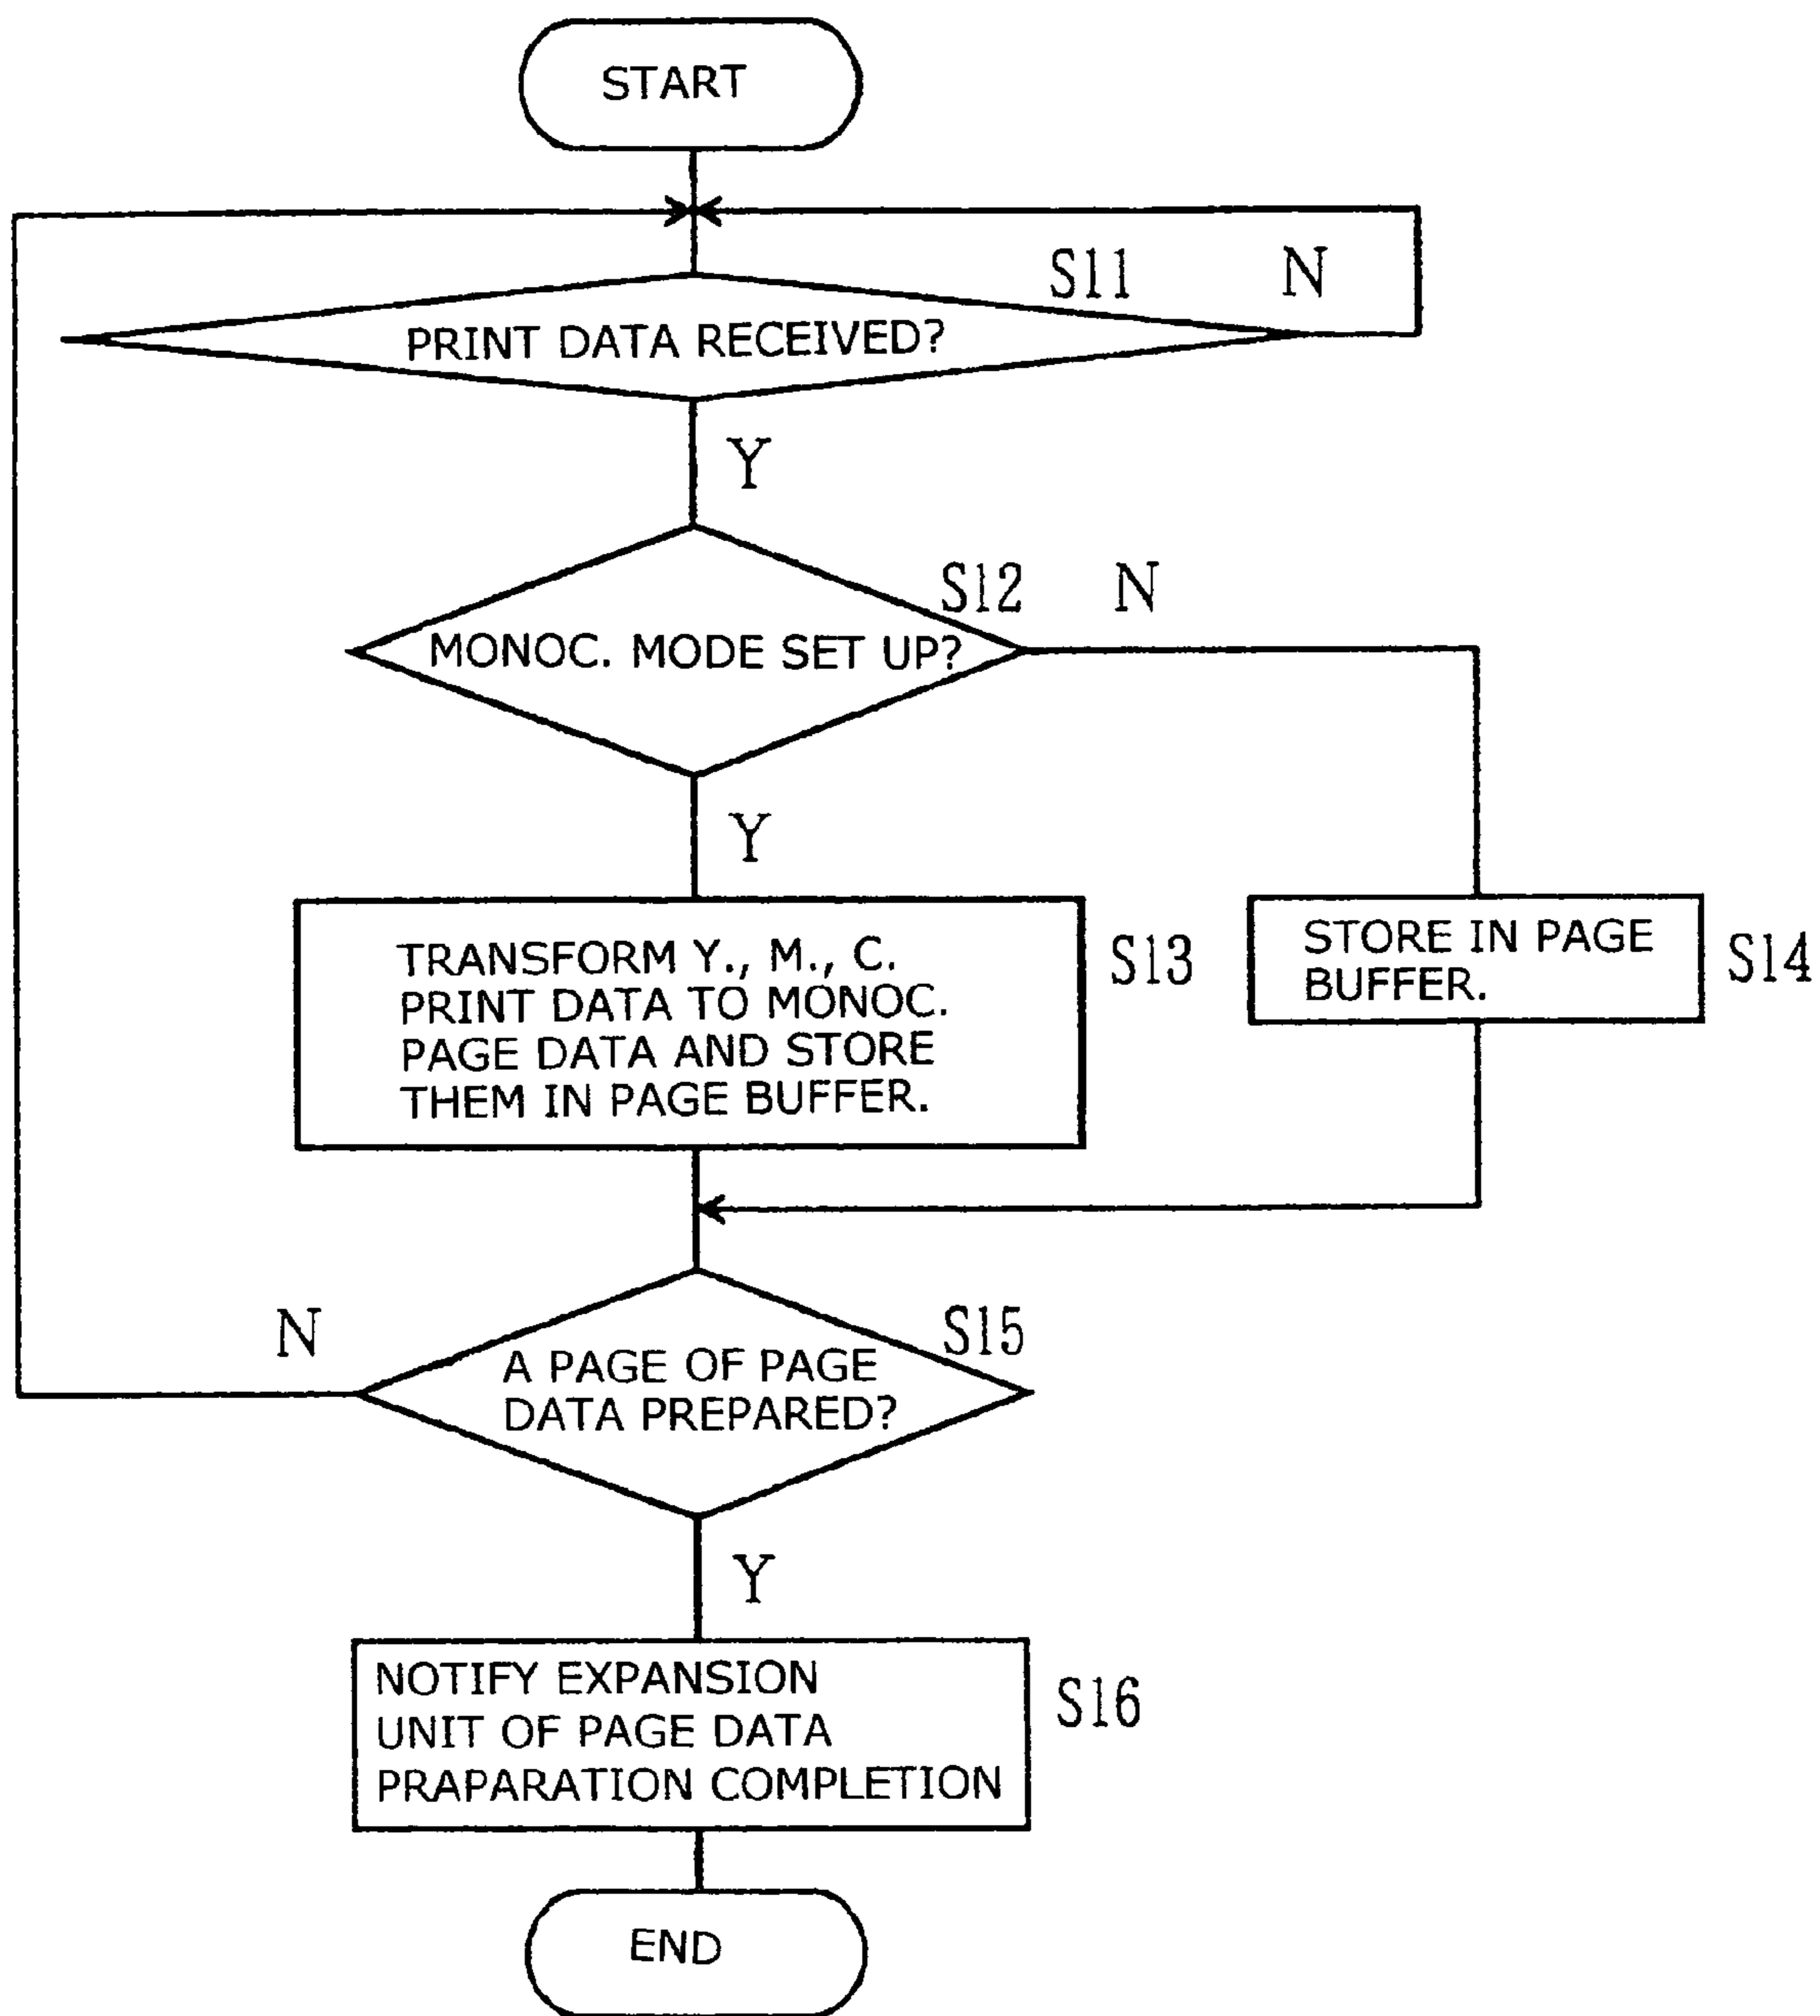 START
S11
N
PRINT DATA RECEIVED?
Y
S12
N
MONOC. MODE SET UP?
Y
TRANSFORM Y., M., C.
PRINT DATA TO MONOC.
PAGE DATA AND STORE
THEM IN PAGE BUFFER.
S13
STORE IN PAGE
BUFFER.
S14
N
S15
A PAGE OF PAGE
DATA PREPARED?
Y
NOTIFY EXPANSION
UNIT OF PAGE DATA
PRAPARATION COMPLETION
S16
END